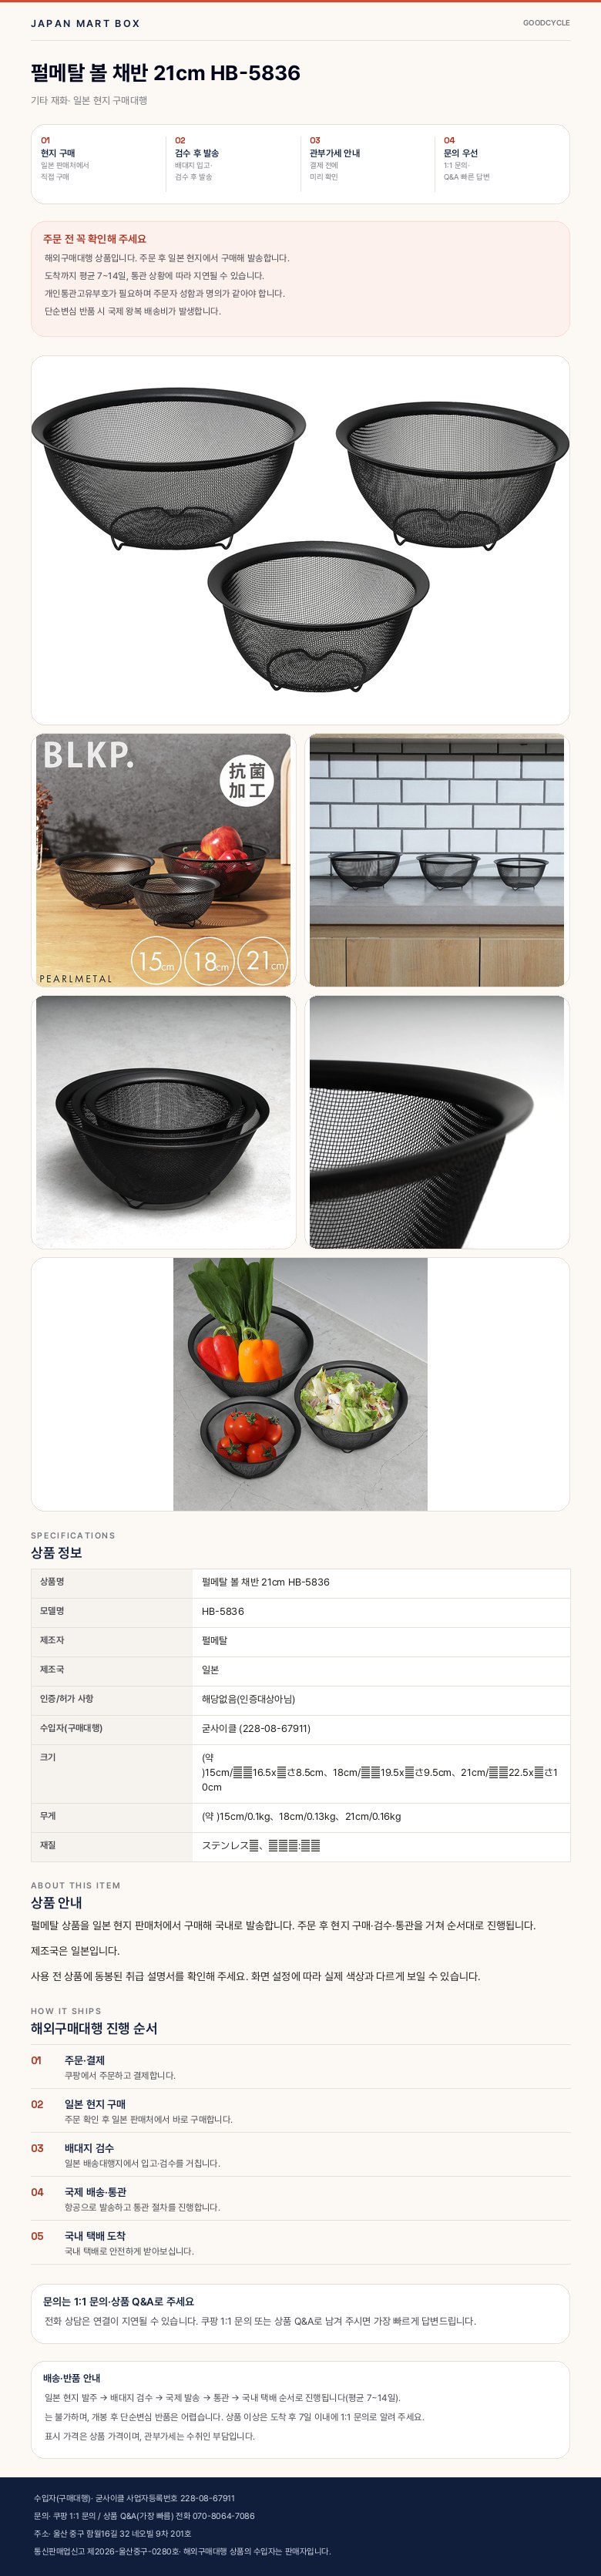 JAPAN MART BOX
GOODCYCLE
펄메탈 볼 채반 21cm HB-5836
기타 재화· 일본 현지 구매대행
01
현지 구매
일본 판매처에서
직접 구매
02
검수 후 발송
배대지 입고·
검수 후 발송
03
관부가세 안내
결제 전에
미리 확인
04
문의 우선
1:1 문의·
Q&A 빠른 답변
주문 전 꼭 확인해 주세요
해외구매대행 상품입니다. 주문 후 일본 현지에서 구매해 발송합니다.
도착까지 평균 7~14일, 통관 상황에 따라 지연될 수 있습니다.
개인통관고유부호가 필요하며 주문자 성함과 명의가 같아야 합니다.
단순변심 반품 시 국제 왕복 배송비가 발생합니다.
BLKP.
抗菌
加工
15cm 18cm 21cm
PEARLMETAL
SPECIFICATIONS
상품 정보
상품명 펄메탈 볼 채반 21cm HB-5836
모델명 HB-5836
제조자 펄메탈
제조국 일본
인증/허가 사항 해당없음(인증대상아님)
수입자(구매대행) 굳사이클 (228-08-67911)
크기 (약
)15cm/16.5xさ8.5cm、18cm/19.5xさ9.5cm、21cm/22.5xさ1
0cm
무게 (약 )15cm/0.1kg、18cm/0.13kg、21cm/0.16kg
재질 ステンレス、:
ABOUT THIS ITEM
상품 안내
펄메탈 상품을 일본 현지 판매처에서 구매해 국내로 발송합니다. 주문 후 현지 구매·검수·통관을 거쳐 순서대로 진행됩니다.
제조국은 일본입니다.
사용 전 상품에 동봉된 취급 설명서를 확인해 주세요. 화면 설정에 따라 실제 색상과 다르게 보일 수 있습니다.
HOW IT SHIPS
해외구매대행 진행 순서
01 주문·결제
쿠팡에서 주문하고 결제합니다.
02 일본 현지 구매
주문 확인 후 일본 판매처에서 바로 구매합니다.
03 배대지 검수
일본 배송대행지에서 입고·검수를 거칩니다.
04 국제 배송·통관
항공으로 발송하고 통관 절차를 진행합니다.
05 국내 택배 도착
국내 택배로 안전하게 받아보십니다.
문의는 1:1 문의·상품 Q&A로 주세요
전화 상담은 연결이 지연될 수 있습니다. 쿠팡 1:1 문의 또는 상품 Q&A로 남겨 주시면 가장 빠르게 답변드립니다.
배송·반품 안내
일본 현지 발주 → 배대지 검수 → 국제 발송 → 통관 → 국내 택배 순서로 진행됩니다(평균 7~14일).
는 불가하며, 개봉 후 단순변심 반품은 어렵습니다. 상품 이상은 도착 후 7일 이내에 1:1 문의로 알려 주세요.
표시 가격은 상품 가격이며, 관부가세는 수취인 부담입니다.
수입자(구매대행)· 굳사이클 사업자등록번호 228-08-67911
문의· 쿠팡 1:1 문의 / 상품 Q&A(가장 빠름) 전화 070-8064-7086
주소· 울산 중구 함월16길 32 네오빌 9차 201호
통신판매업신고 제2026-울산중구-0280호· 해외구매대행 상품의 수입자는 판매자입니다.